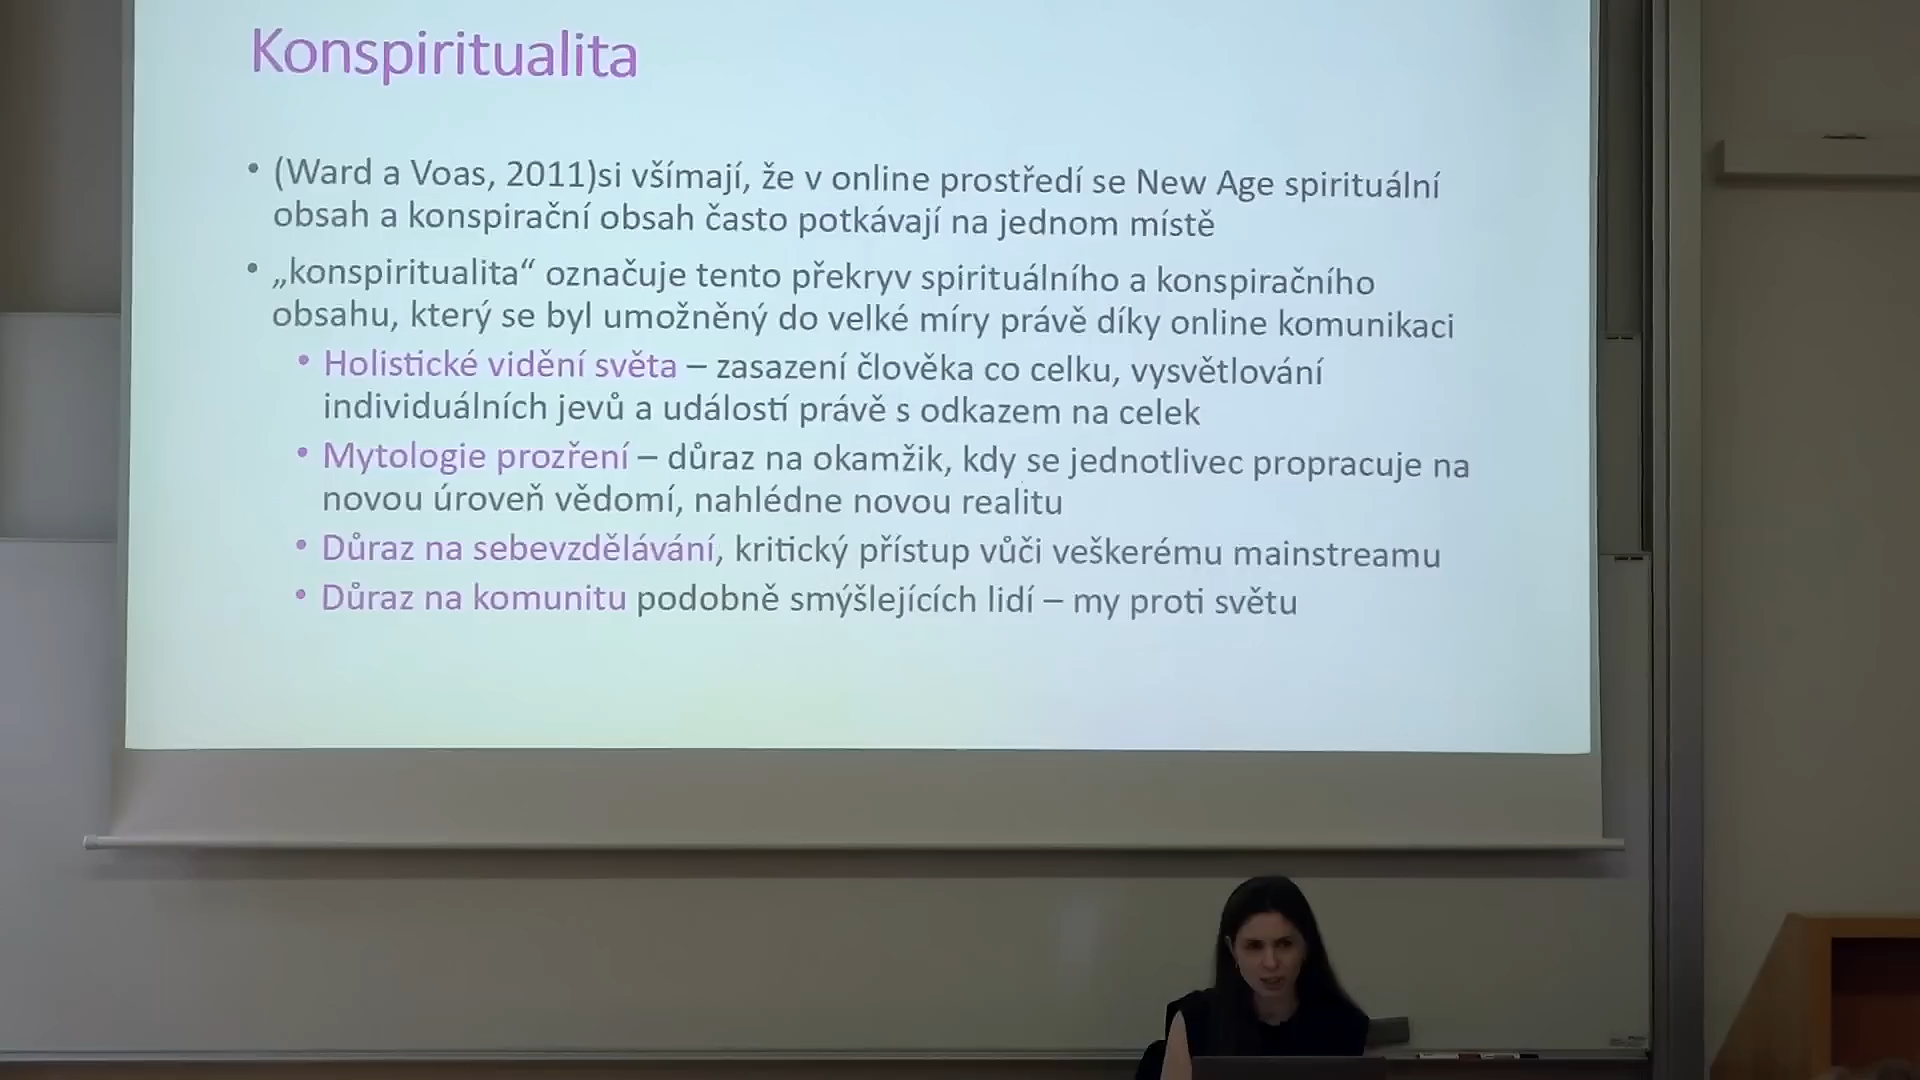 Konspiritualita
• (Ward a Voas, 2011)si všímají, že v online prostředí se New Age spirituální
obsah a konspirační obsah často potkávají na jednom místě
• „konspiritualita“ označuje tento překryv spirituálního a konspiračního
obsahu, který se byl umožněný do velké míry právě díky online komunikaci
• Holistické vidění světa – zasazení člověka co celku, vysvětlování
individuálních jevů a událostí právě s odkazem na celek
• Mytologie prozření – důraz na okamžik, kdy se jednotlivec propracuje na
novou úroveň vědomí, nahlédne novou realitu
• Důraz na sebevzdělávání, kritický přístup vůči veškerému mainstreamu
• Důraz na komunitu podobně smýšlejících lidí – my proti světu